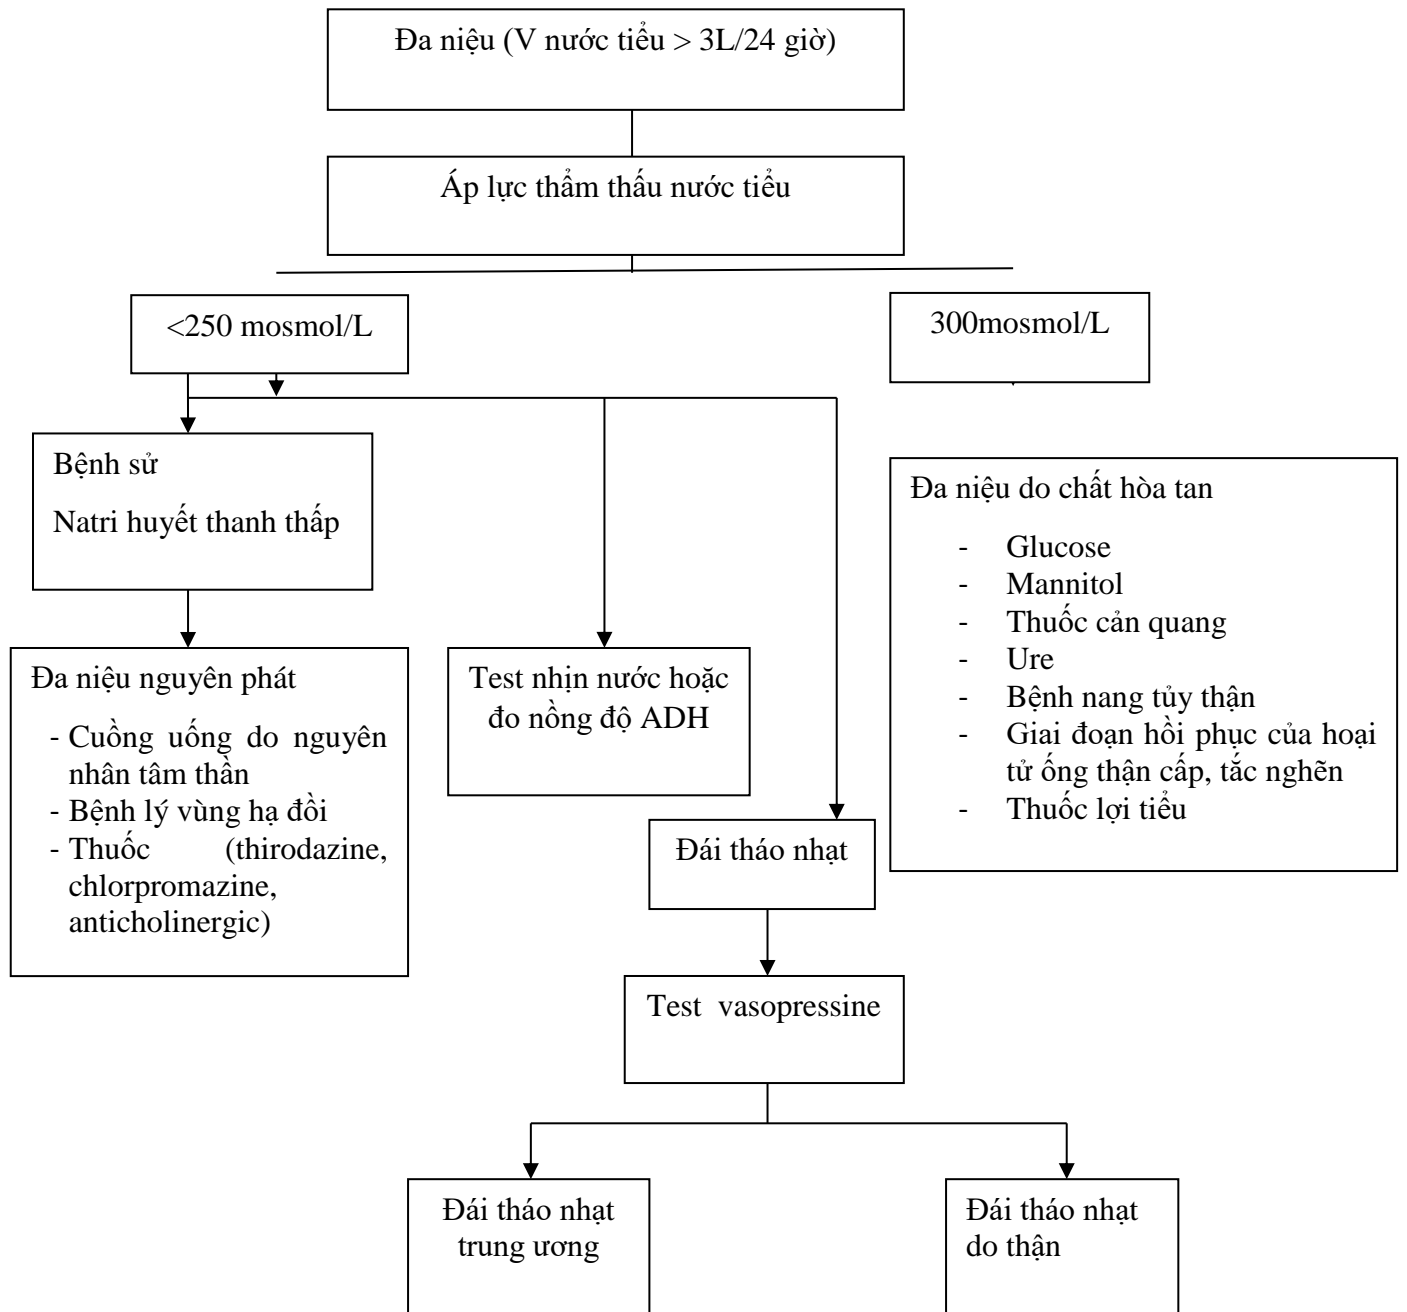 Đa niệu (V nước tiểu > 3L/24 giờ)
Áp lực thẩm thấu nước tiểu
<250 mosmol/L
300mosmol/L
Bệnh sử
Natri huyết thanh thấp
Đa niệu do chất hòa tan
- Glucose
- Mannitol
- Thuốc cản quang
- Ure
- Bệnh nang tủy thận
- Giai đoạn hồi phục của hoại
tử ống thận cấp, tắc nghẽn
- Thuốc lợi tiểu
Đa niệu nguyên phát
- Cuồng uống do nguyên
nhân tâm thần
- Bệnh lý vùng hạ đồi
- Thuốc (thirodazine,
chlorpromazine,
anticholinergic)
Test nhịn nước hoặc
đo nồng độ ADH
Đái tháo nhạt
Test vasopressine
Đái tháo nhạt
trung ương
Đái tháo nhạt
do thận